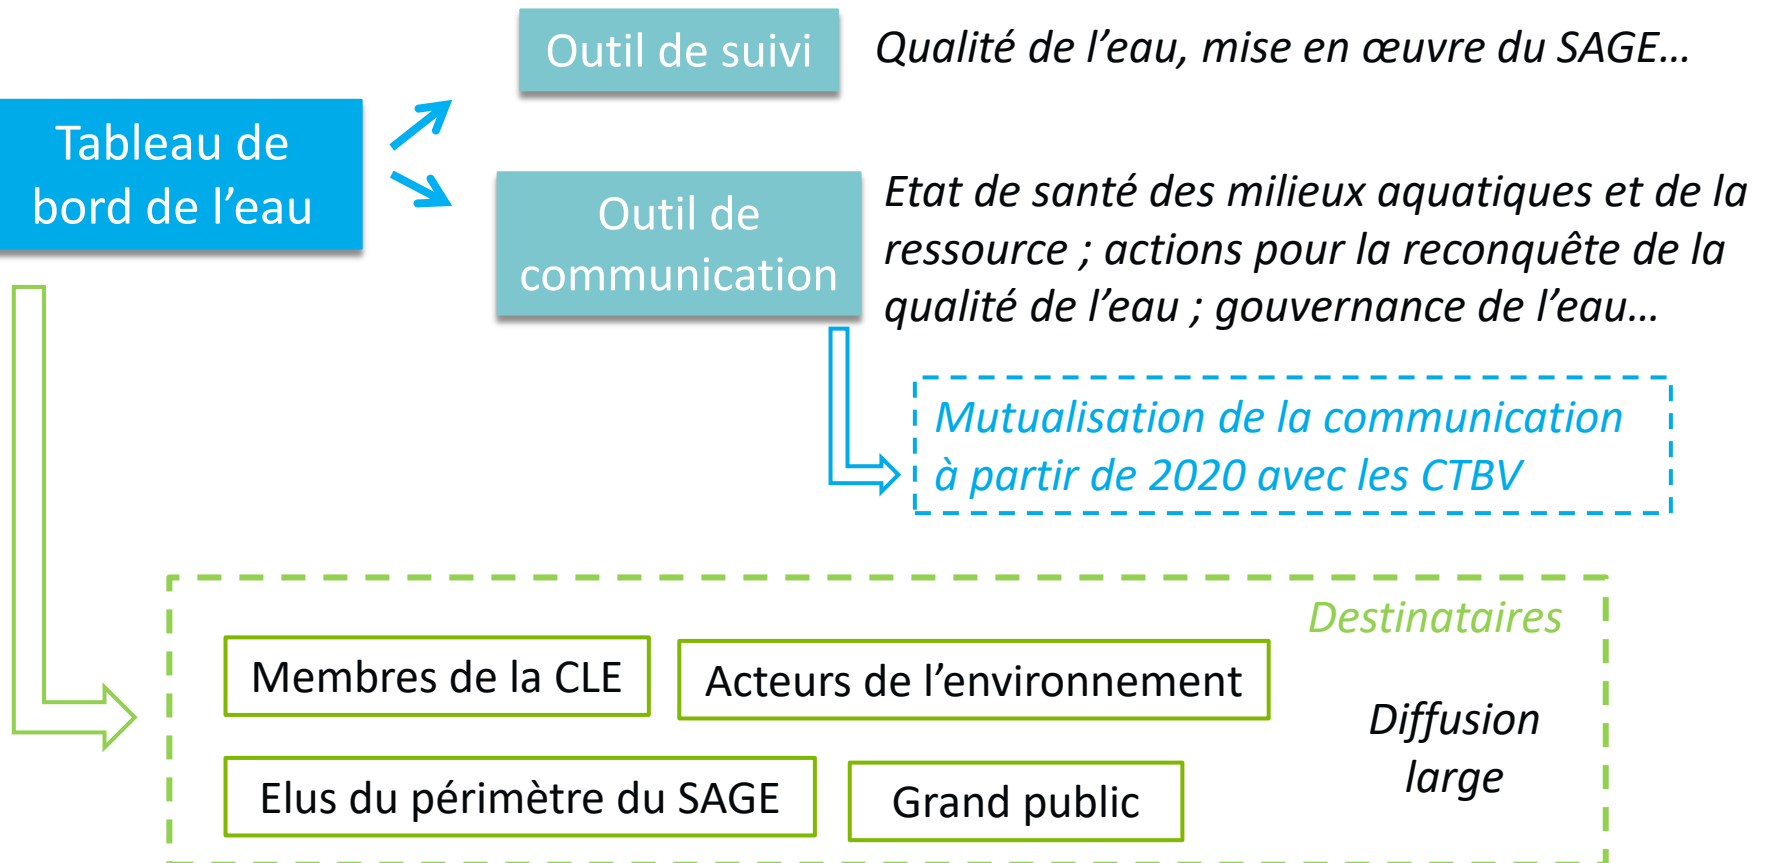 Outil de suivi
Qualité de l’eau, mise en œuvre du SAGE…
Tableau de
bord de l’eau
Outil de
communication
Etat de santé des milieux aquatiques et de la
ressource ; actions pour la reconquête de la
qualité de l’eau ; gouvernance de l’eau…
Mutualisation de la communication
à partir de 2020 avec les CTBV
Destinataires
Membres de la CLE
Acteurs de l’environnement
Elus du périmètre du SAGE
Grand public
Diffusion
large